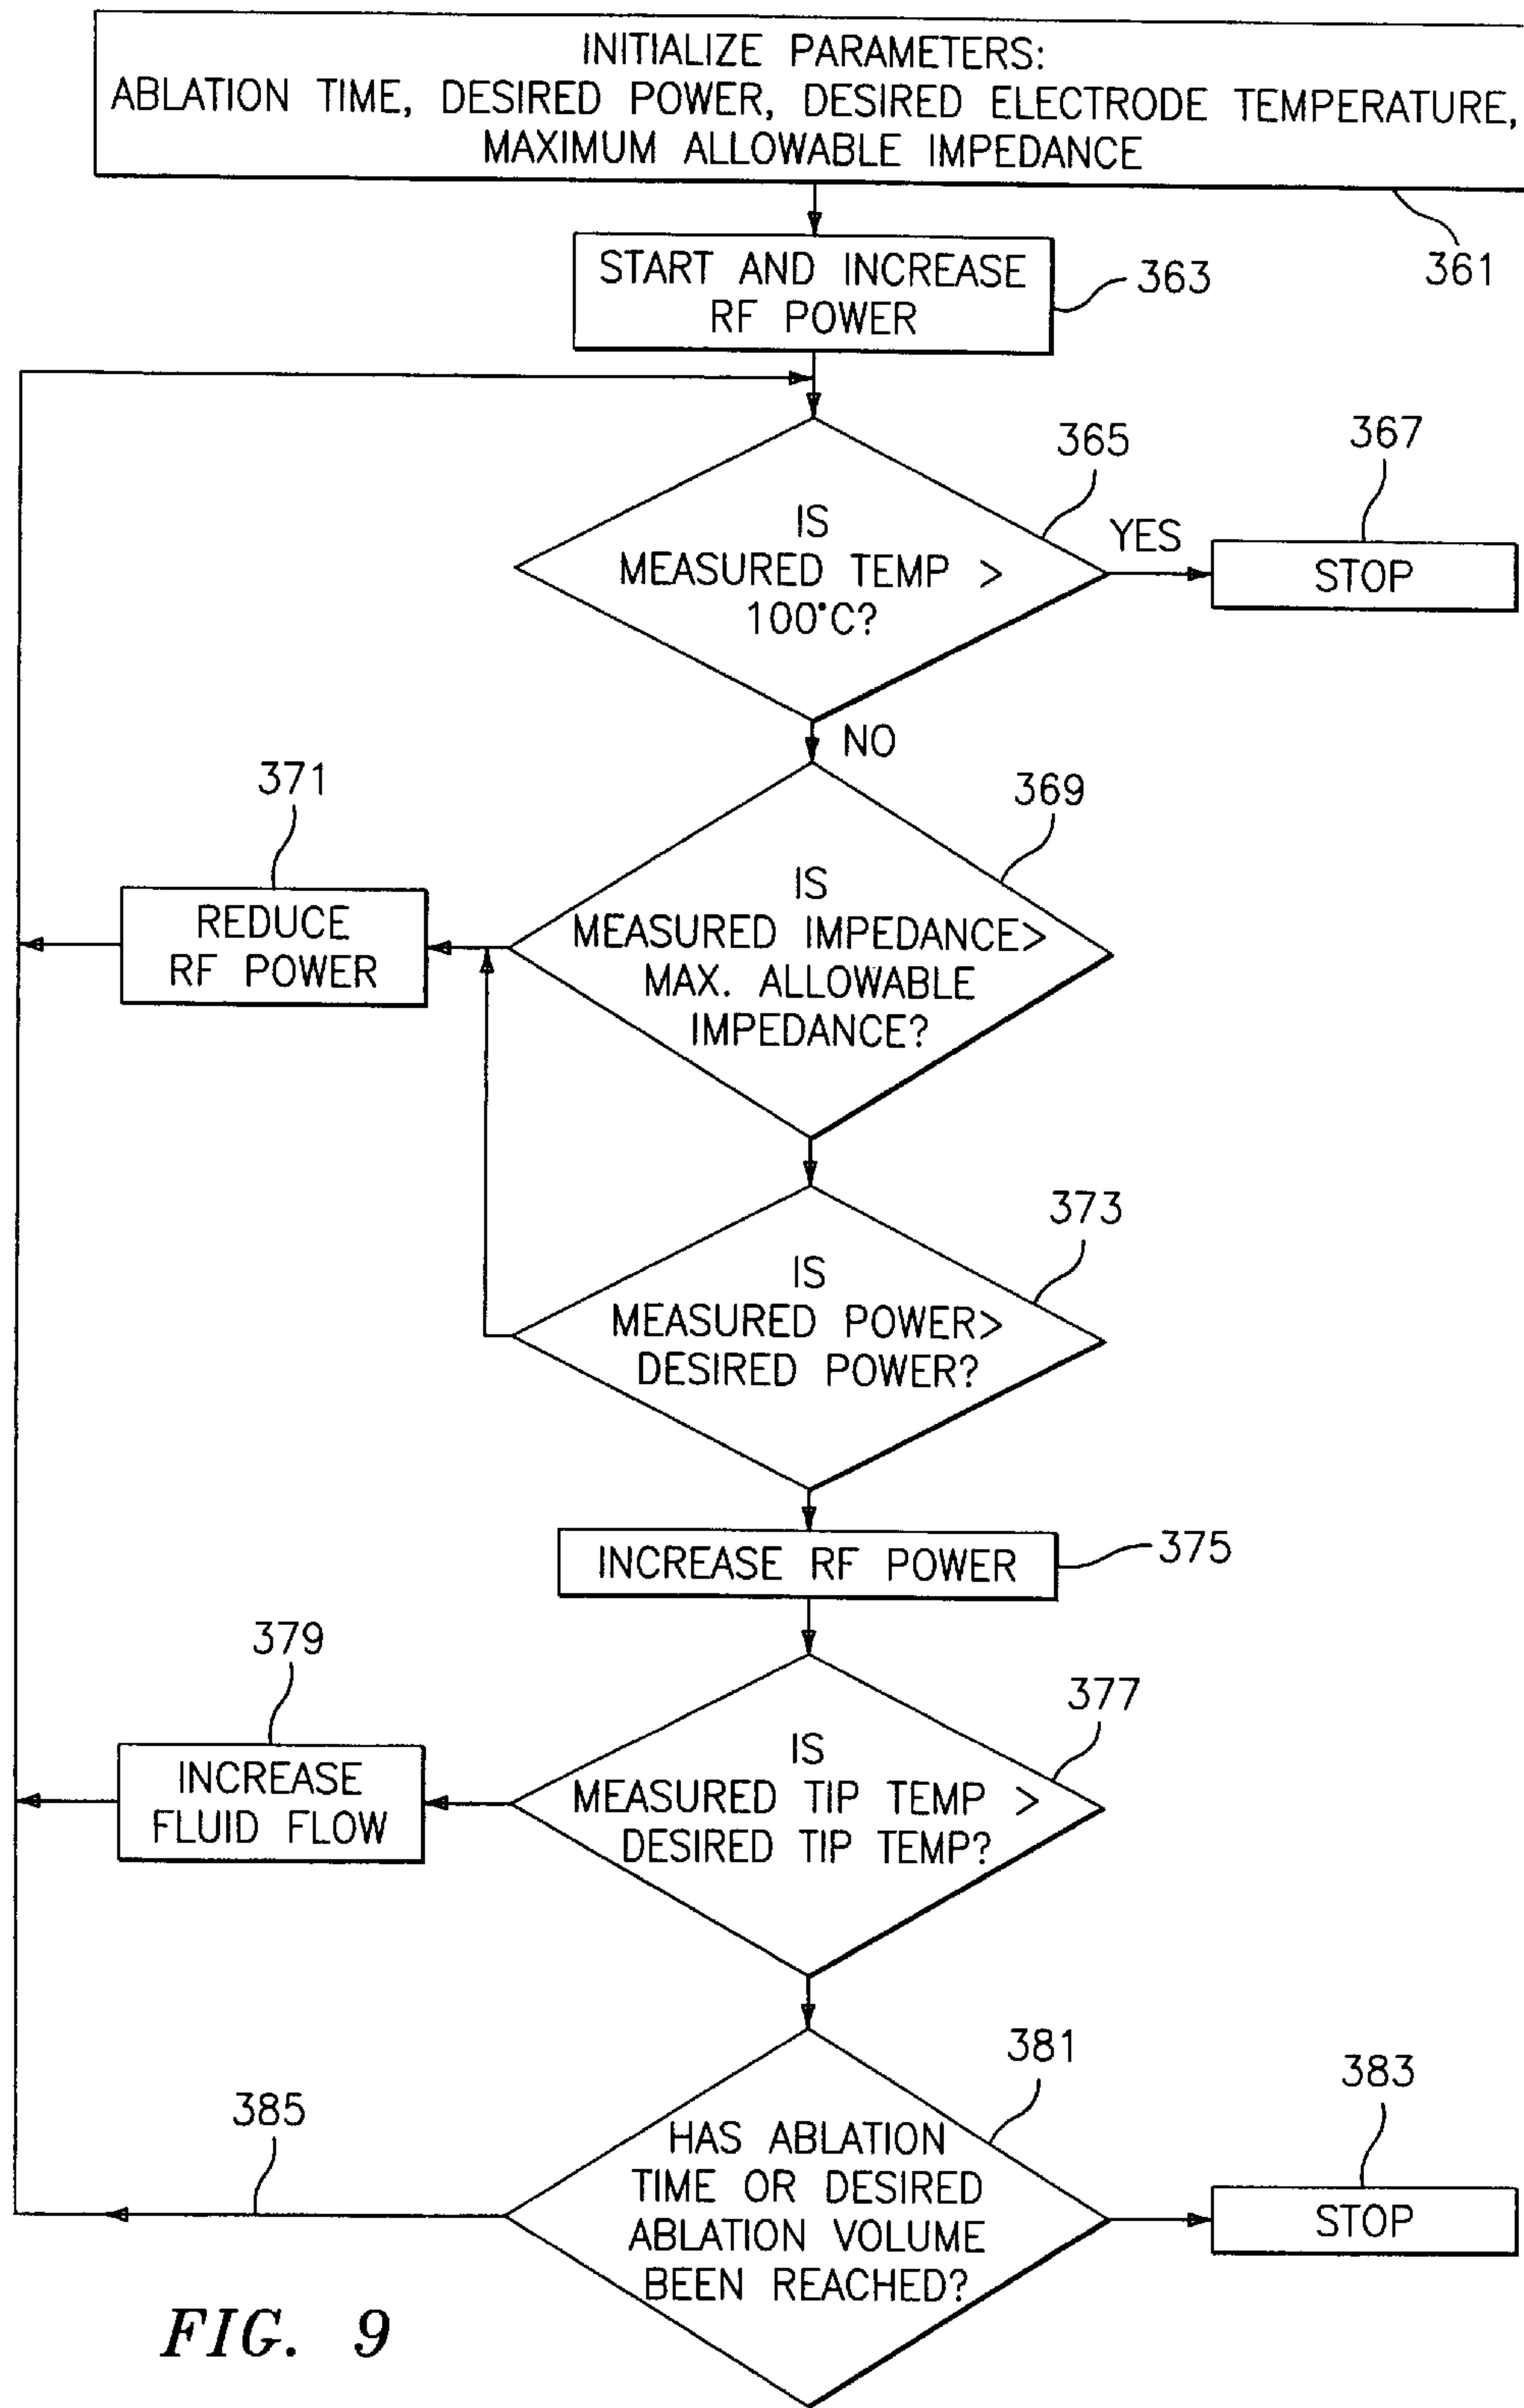 INITIALIZE PARAMETERS:
ABLATION TIME, DESIRED POWER, DESIRED ELECTRODE TEMPERATURE,
MAXIMUM ALLOWABLE IMPEDANCE
361
START AND INCREASE
RF POWER
363
365
367
IS
MEASURED TEMP >
100°C?
YES
STOP
NO
371
369
REDUCE
RF POWER
IS
MEASURED IMPEDANCE>
MAX. ALLOWABLE
IMPEDANCE?
373
IS
MEASURED POWER>
DESIRED POWER?
INCREASE RF POWER
375
379
377
INCREASE
FLUID FLOW
IS
MEASURED TIP TEMP >
DESIRED TIP TEMP?
381
383
385
HAS ABLATION
TIME OR DESIRED
ABLATION VOLUME
BEEN REACHED?
STOP
FIG. 9